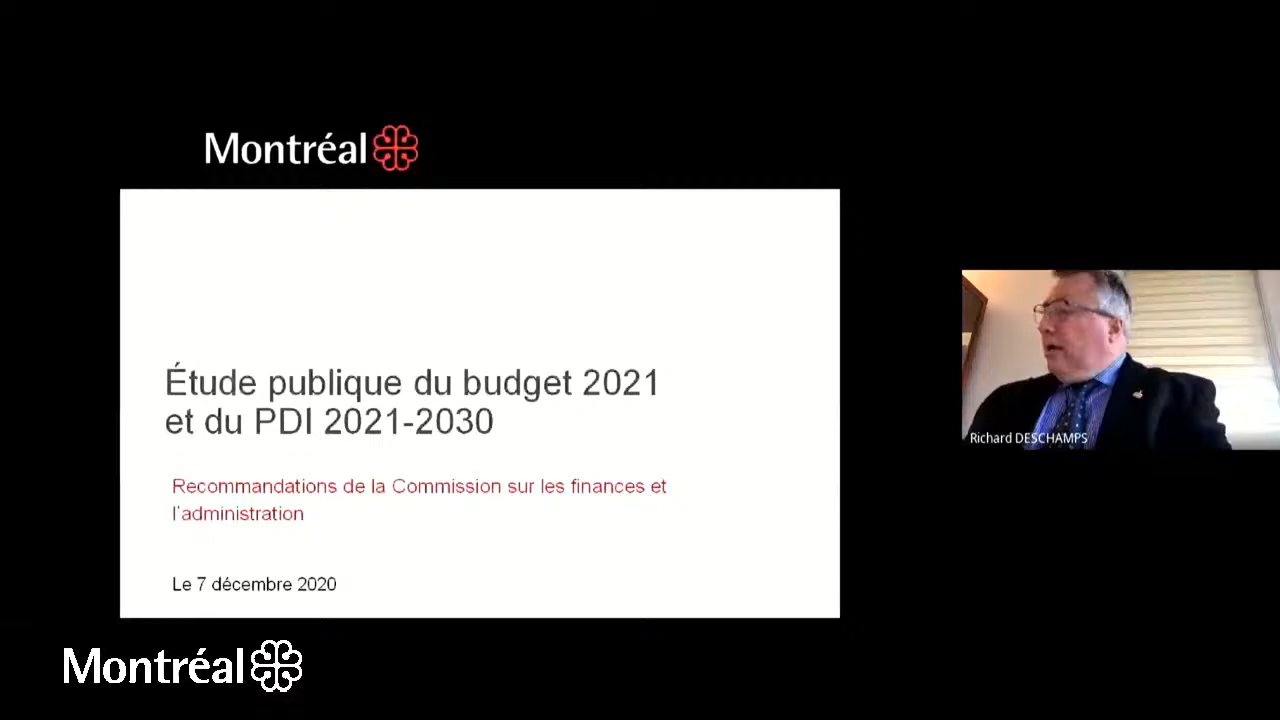 Montréal
Étude publique du budget 2021
et du PDI 2021-2030
Recommandations de la Commission sur les finances et
l'administration
Le 7 décembre 2020
Richard DESCHAMPS
Montréal